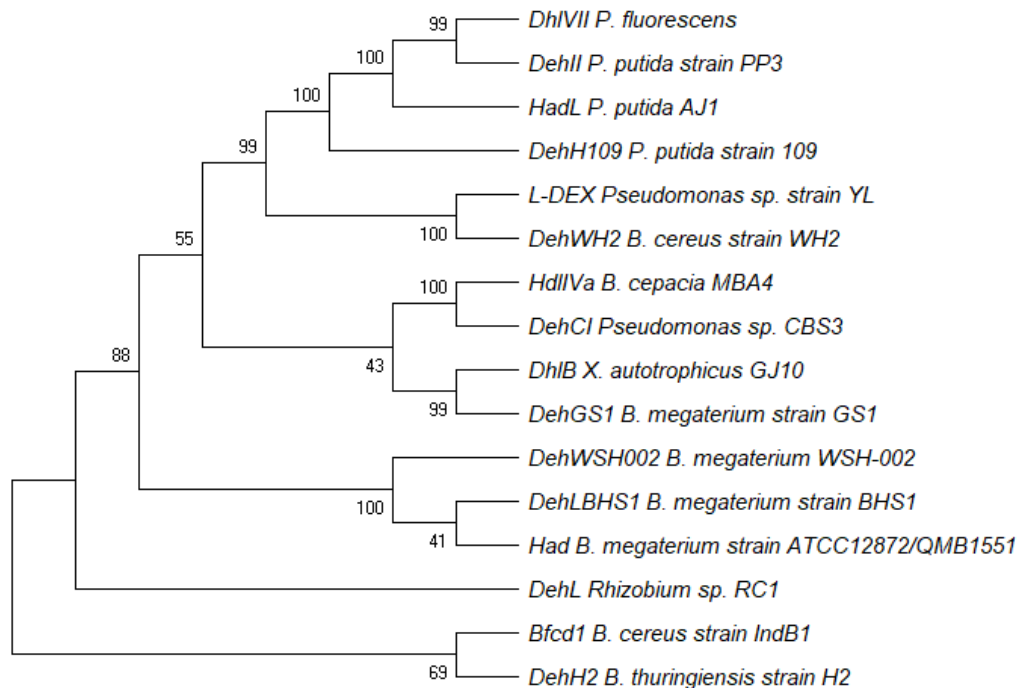 DhlVII P. fluorescens
99
DehII P. putida strain PP3
100
HadL P. putida AJ1
100
DehH109 P. putida strain 109
99
L-DEX Pseudomonas sp. strain YL
100
DehWH2 B. cereus strain WH2
55
HdlIVa B. cepacia MBA4
100
DehCI Pseudomonas sp. CBS3
88
43
DhlB X. autotrophicus GJ10
99
DehGS1 B. megaterium strain GS1
DehWSH002 B. megaterium WSH-002
100
DehLBHS1 B. megaterium strain BHS1
41
Had B. megaterium strain ATCC12872/QMB1551
DehL Rhizobium sp. RC1
Bfcd1 B. cereus strain IndB1
69
DehH2 B. thuringiensis strain H2